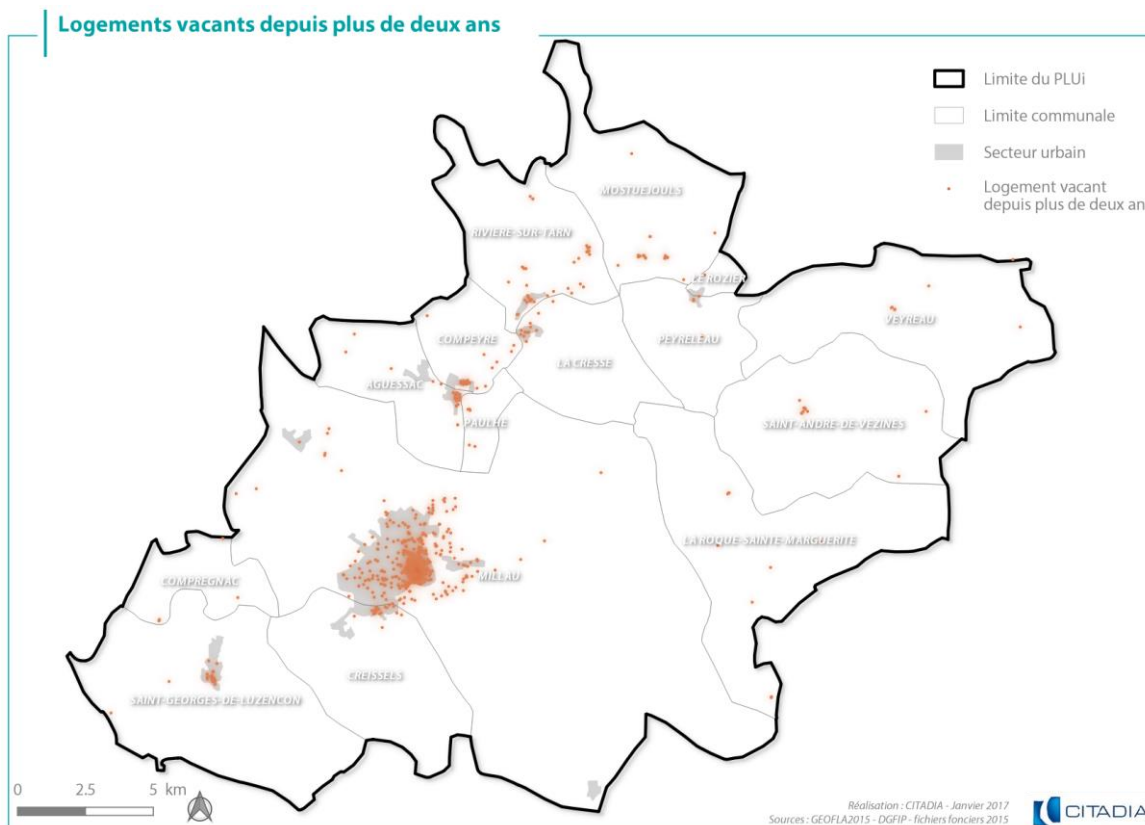 Logements vacants depuis plus de deux ans
Limite du PLUi
Limite communale
Secteur urbain
Logement vacant
depuis plus de deux an
MOSTUEJOULS
RIVIERE-SUR-TARN
LE ROZIER
VEYREAU
COMPEYRE
PEYRELEAU
LA CRESSE
AGUESSAC
PAULHE
SAINT-ANDRE-DE-VEZINES
LA ROQUE-SAINTE-MARGUERITE
COMPREGNAC
MILLAU
CREISSELS
SAINT-GEORGES-DE-LUZENCON
0 2.5 5 km
Réalisation : CITADIA - Janvier 2017
Sources : GEOFLA2015 - DGFIP - fichiers fonciers 2015
CITADIA